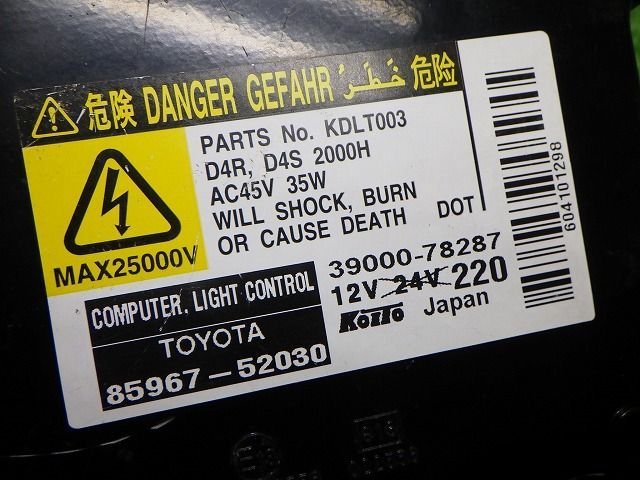 危険 DANGER GEFAHR خَطَرْ 危险
PARTS No. KDLT003
D4R, D4S 2000H
AC45V 35W
WILL SHOCK, BURN
OR CAUSE DEATH DOT
MAX25000V
604101298
39000-78287
12V 24V 220
KOITO Japan
COMPUTER. LIGHT CONTROL
TOYOTA
85967-52030